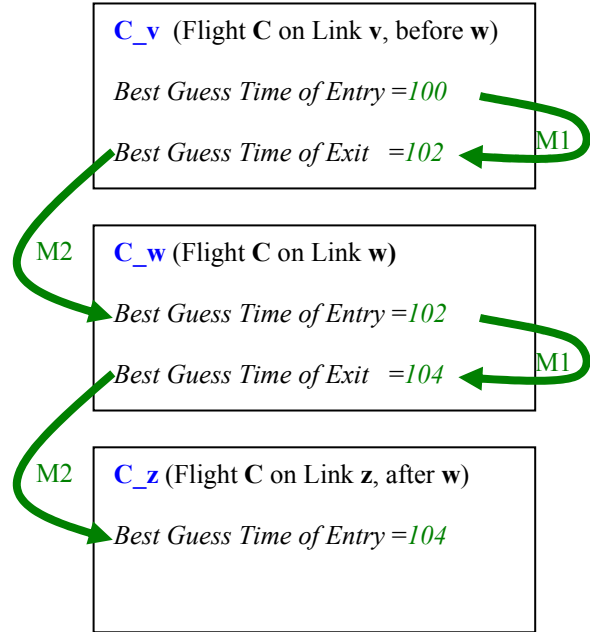 C_v (Flight C on Link v, before w)
Best Guess Time of Entry =100
M1
Best Guess Time of Exit =102
M2
C_w (Flight C on Link w)
Best Guess Time of Entry =102
M1
Best Guess Time of Exit =104
M2
C_z (Flight C on Link z, after w)
Best Guess Time of Entry =104